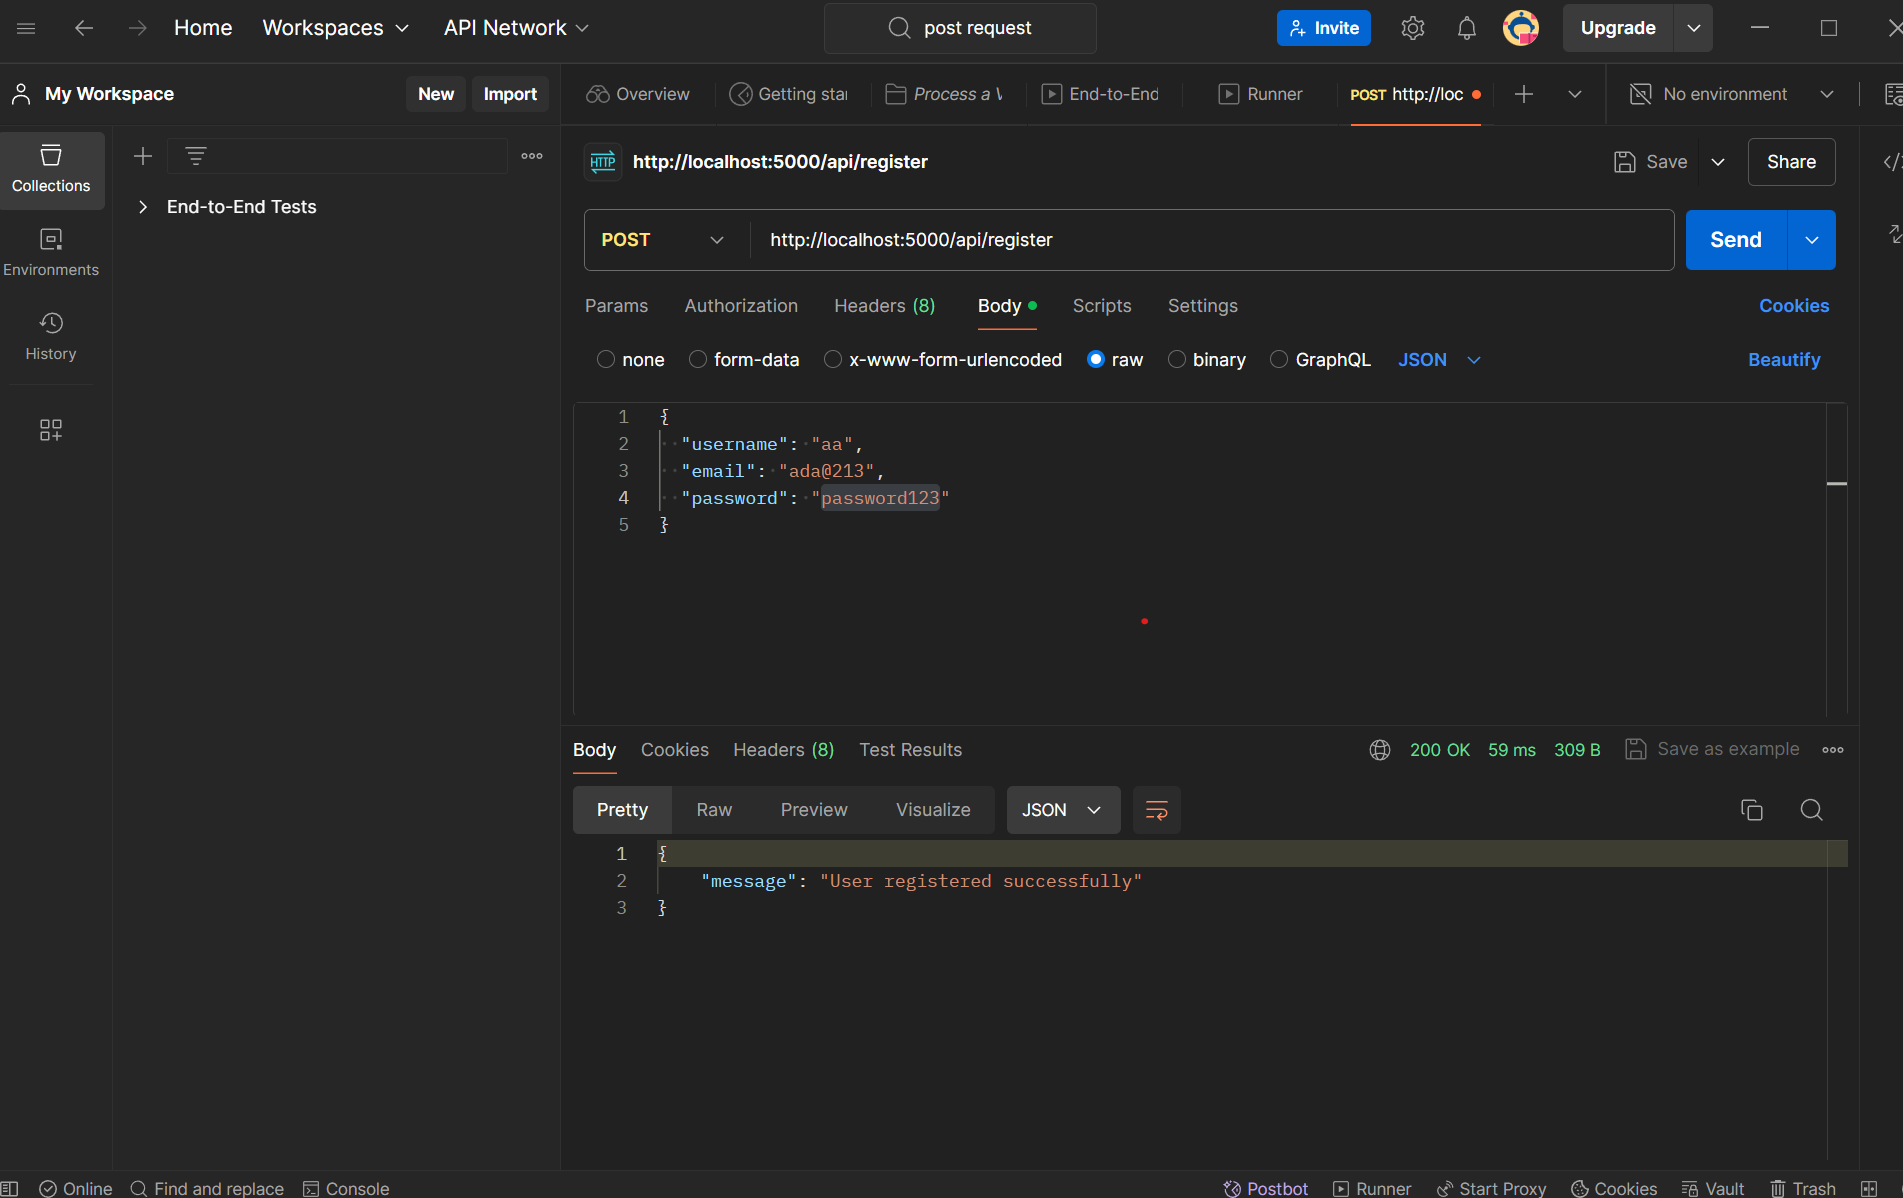 Home Workspaces API Network post request Invite Upgrade
My Workspace New Import Overview Getting star Process a V End-to-End Runner POST http://loc No environment
Collections
Environments
History
End-to-End Tests
HTTP http://localhost:5000/api/register Save Share
POST http://localhost:5000/api/register Send
Params Authorization Headers (8) Body Scripts Settings Cookies
none form-data x-www-form-urlencoded raw binary GraphQL JSON Beautify
1 {
2 "username": "aa",
3 "email": "ada@213",
4 "password": "password123"
5 }
Body Cookies Headers (8) Test Results 200 OK 59 ms 309 B Save as example
Pretty Raw Preview Visualize JSON
1 {
2 "message": "User registered successfully"
3 }
Online Find and replace Console Postbot Runner Start Proxy Cookies Vault Trash